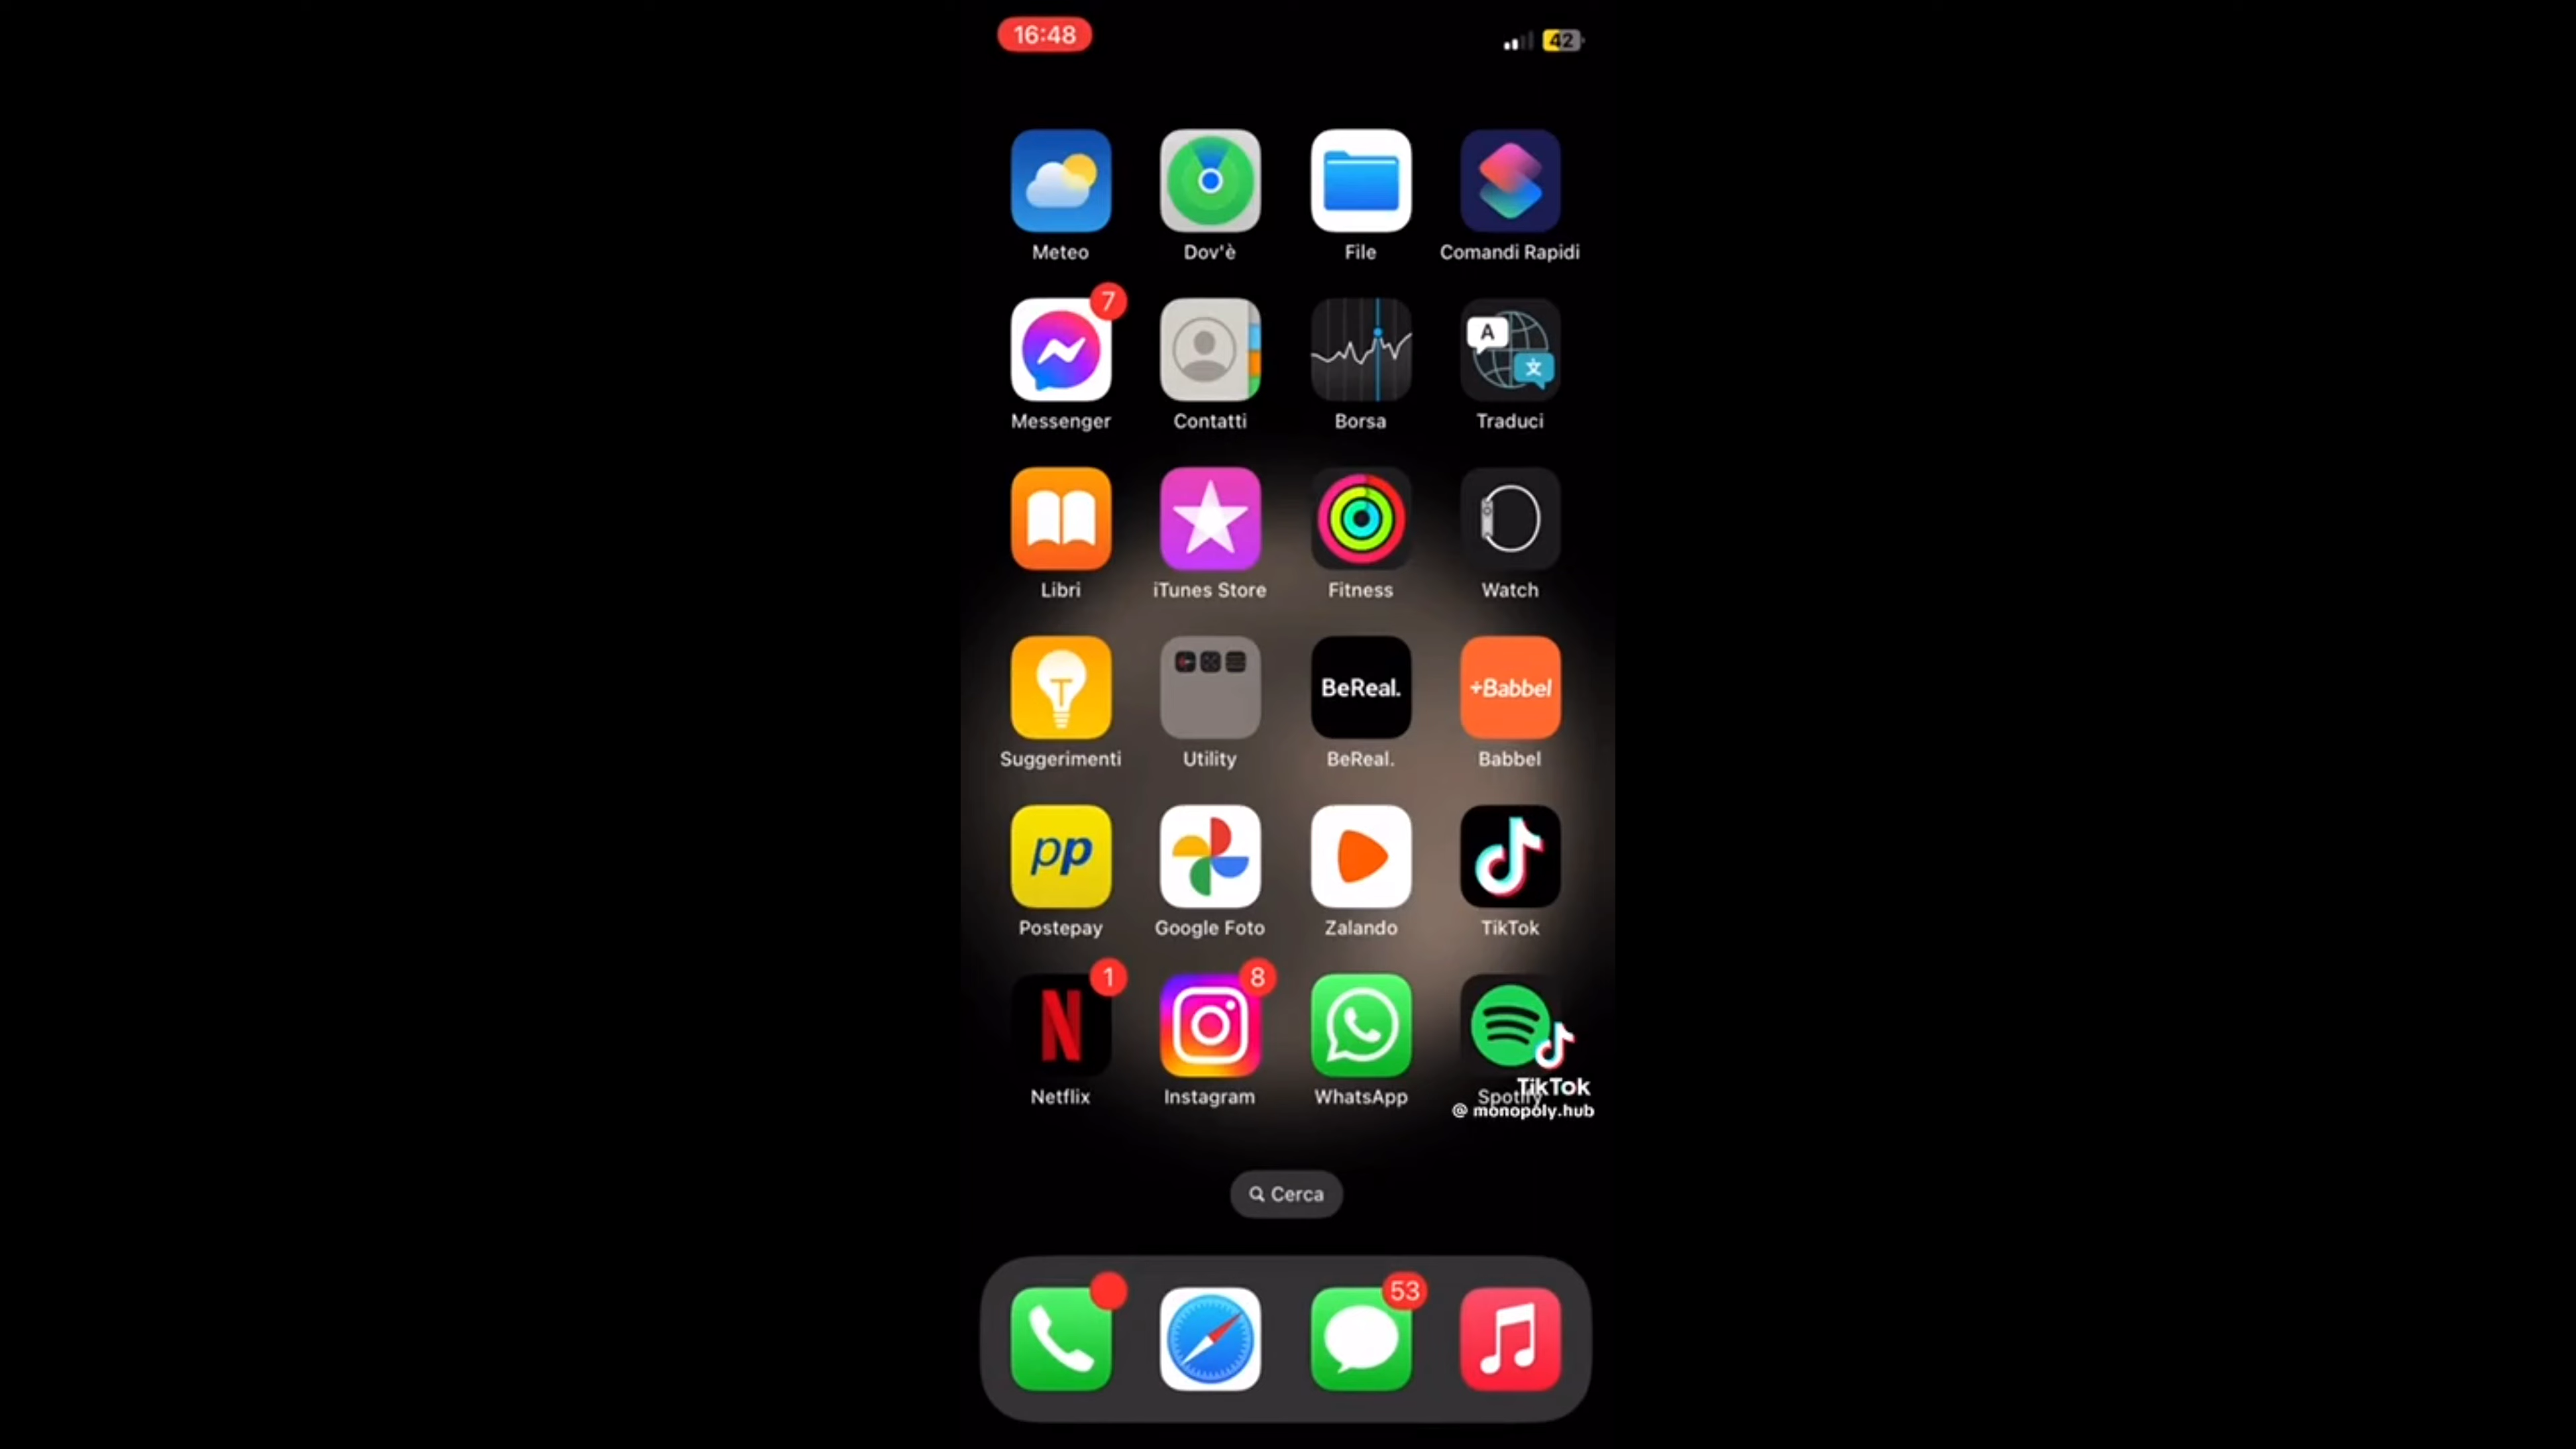 16:48
42
Meteo
Dov'è
File
Comandi Rapidi
A
文
7
Messenger
Contatti
Borsa
Traduci
Libri
iTunes Store
Fitness
Watch
BeReal.
+Babbel
Suggerimenti
Utility
BeReal.
Babbel
pp
Postepay
Google Foto
Zalando
TikTok
N
1
8
Netflix
Instagram
WhatsApp
Spotify
TikTok
@ monopoly.hub
Cerca
53